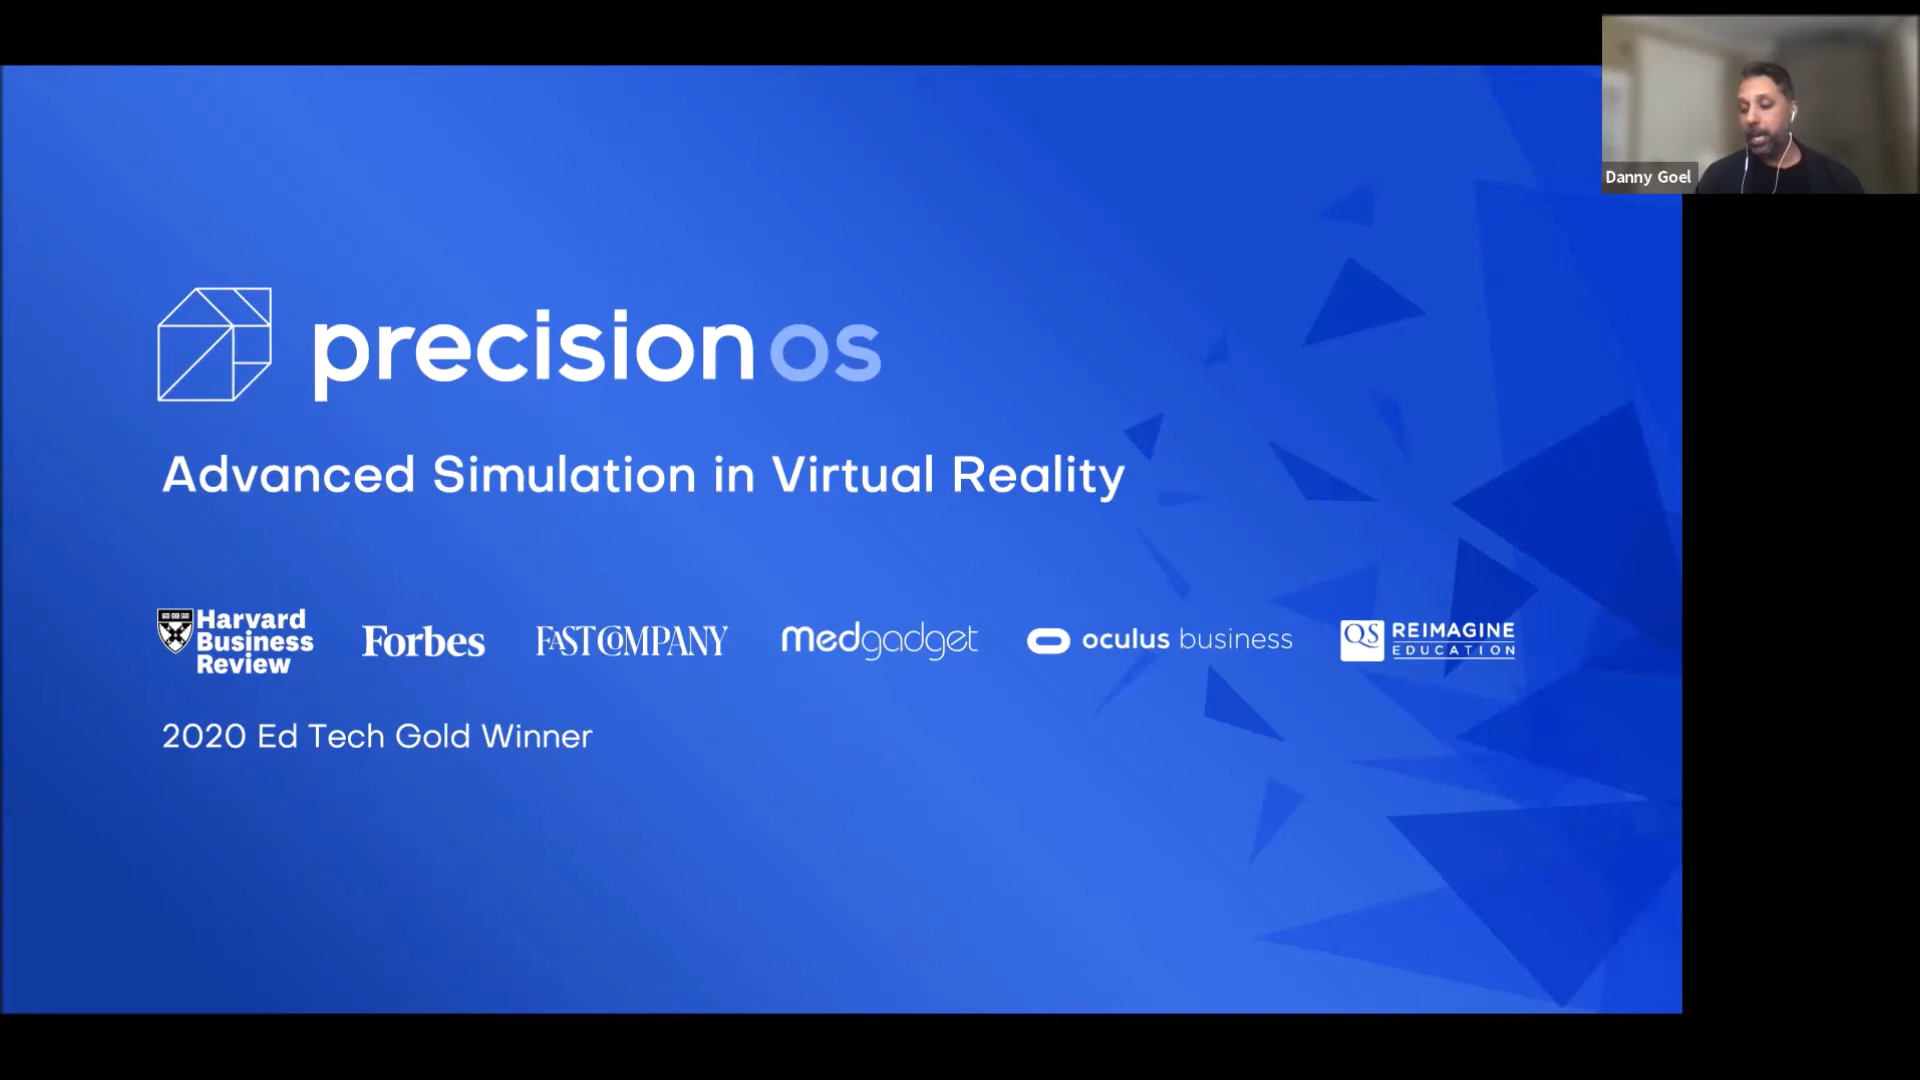 Danny Goel
precision os
Advanced Simulation in Virtual Reality
Harvard
Business
Review
Forbes
FAST COMPANY
medgadget
oculus business
QS
REIMAGINE
EDUCATION
2020 Ed Tech Gold Winner